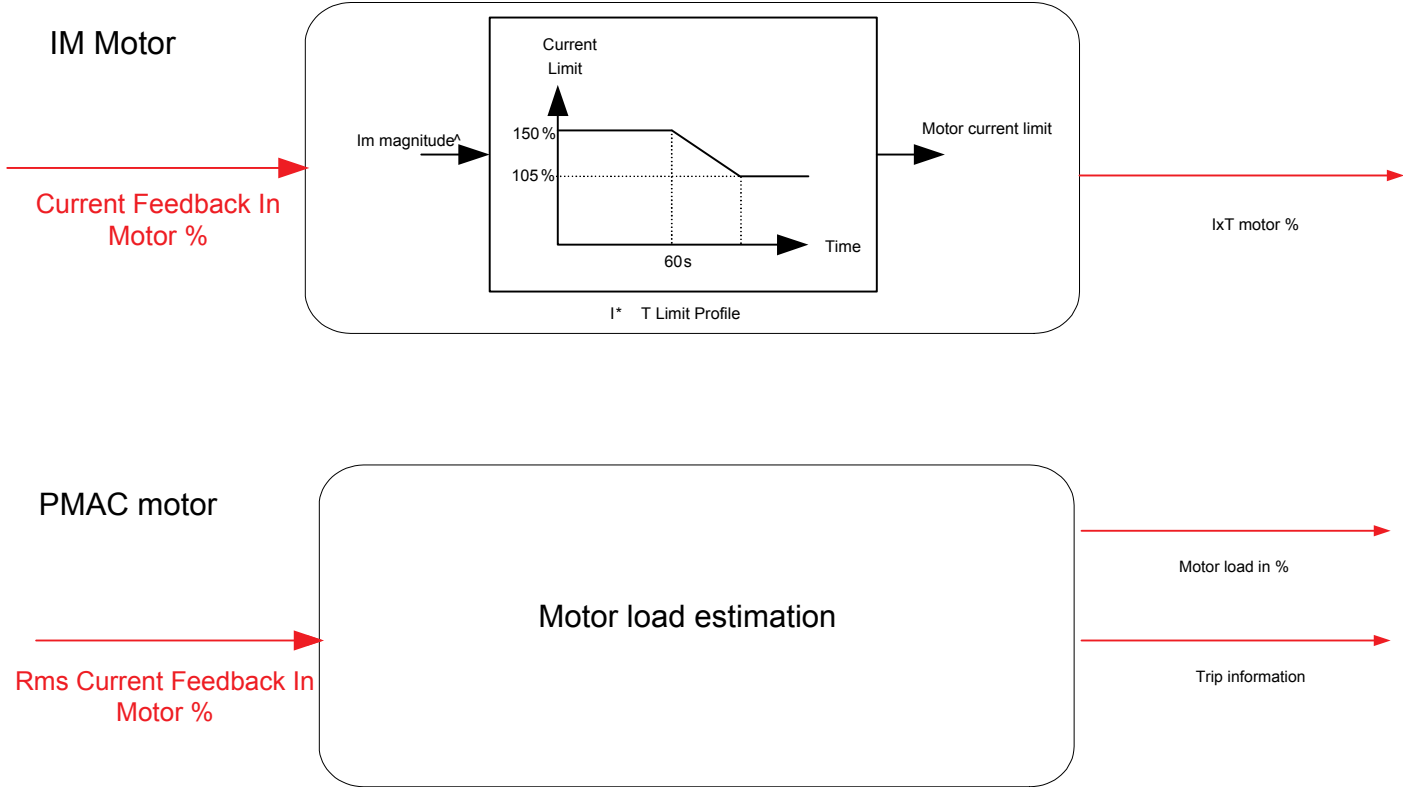 IM Motor
Current
Limit
150 %
Im magnitude^
Motor current limit
105 %
Current Feedback In
Motor %
IxT motor %
Time
60s
I* T Limit Profile
PMAC motor
Motor load in %
Motor load estimation
Rms Current Feedback In
Motor %
Trip information